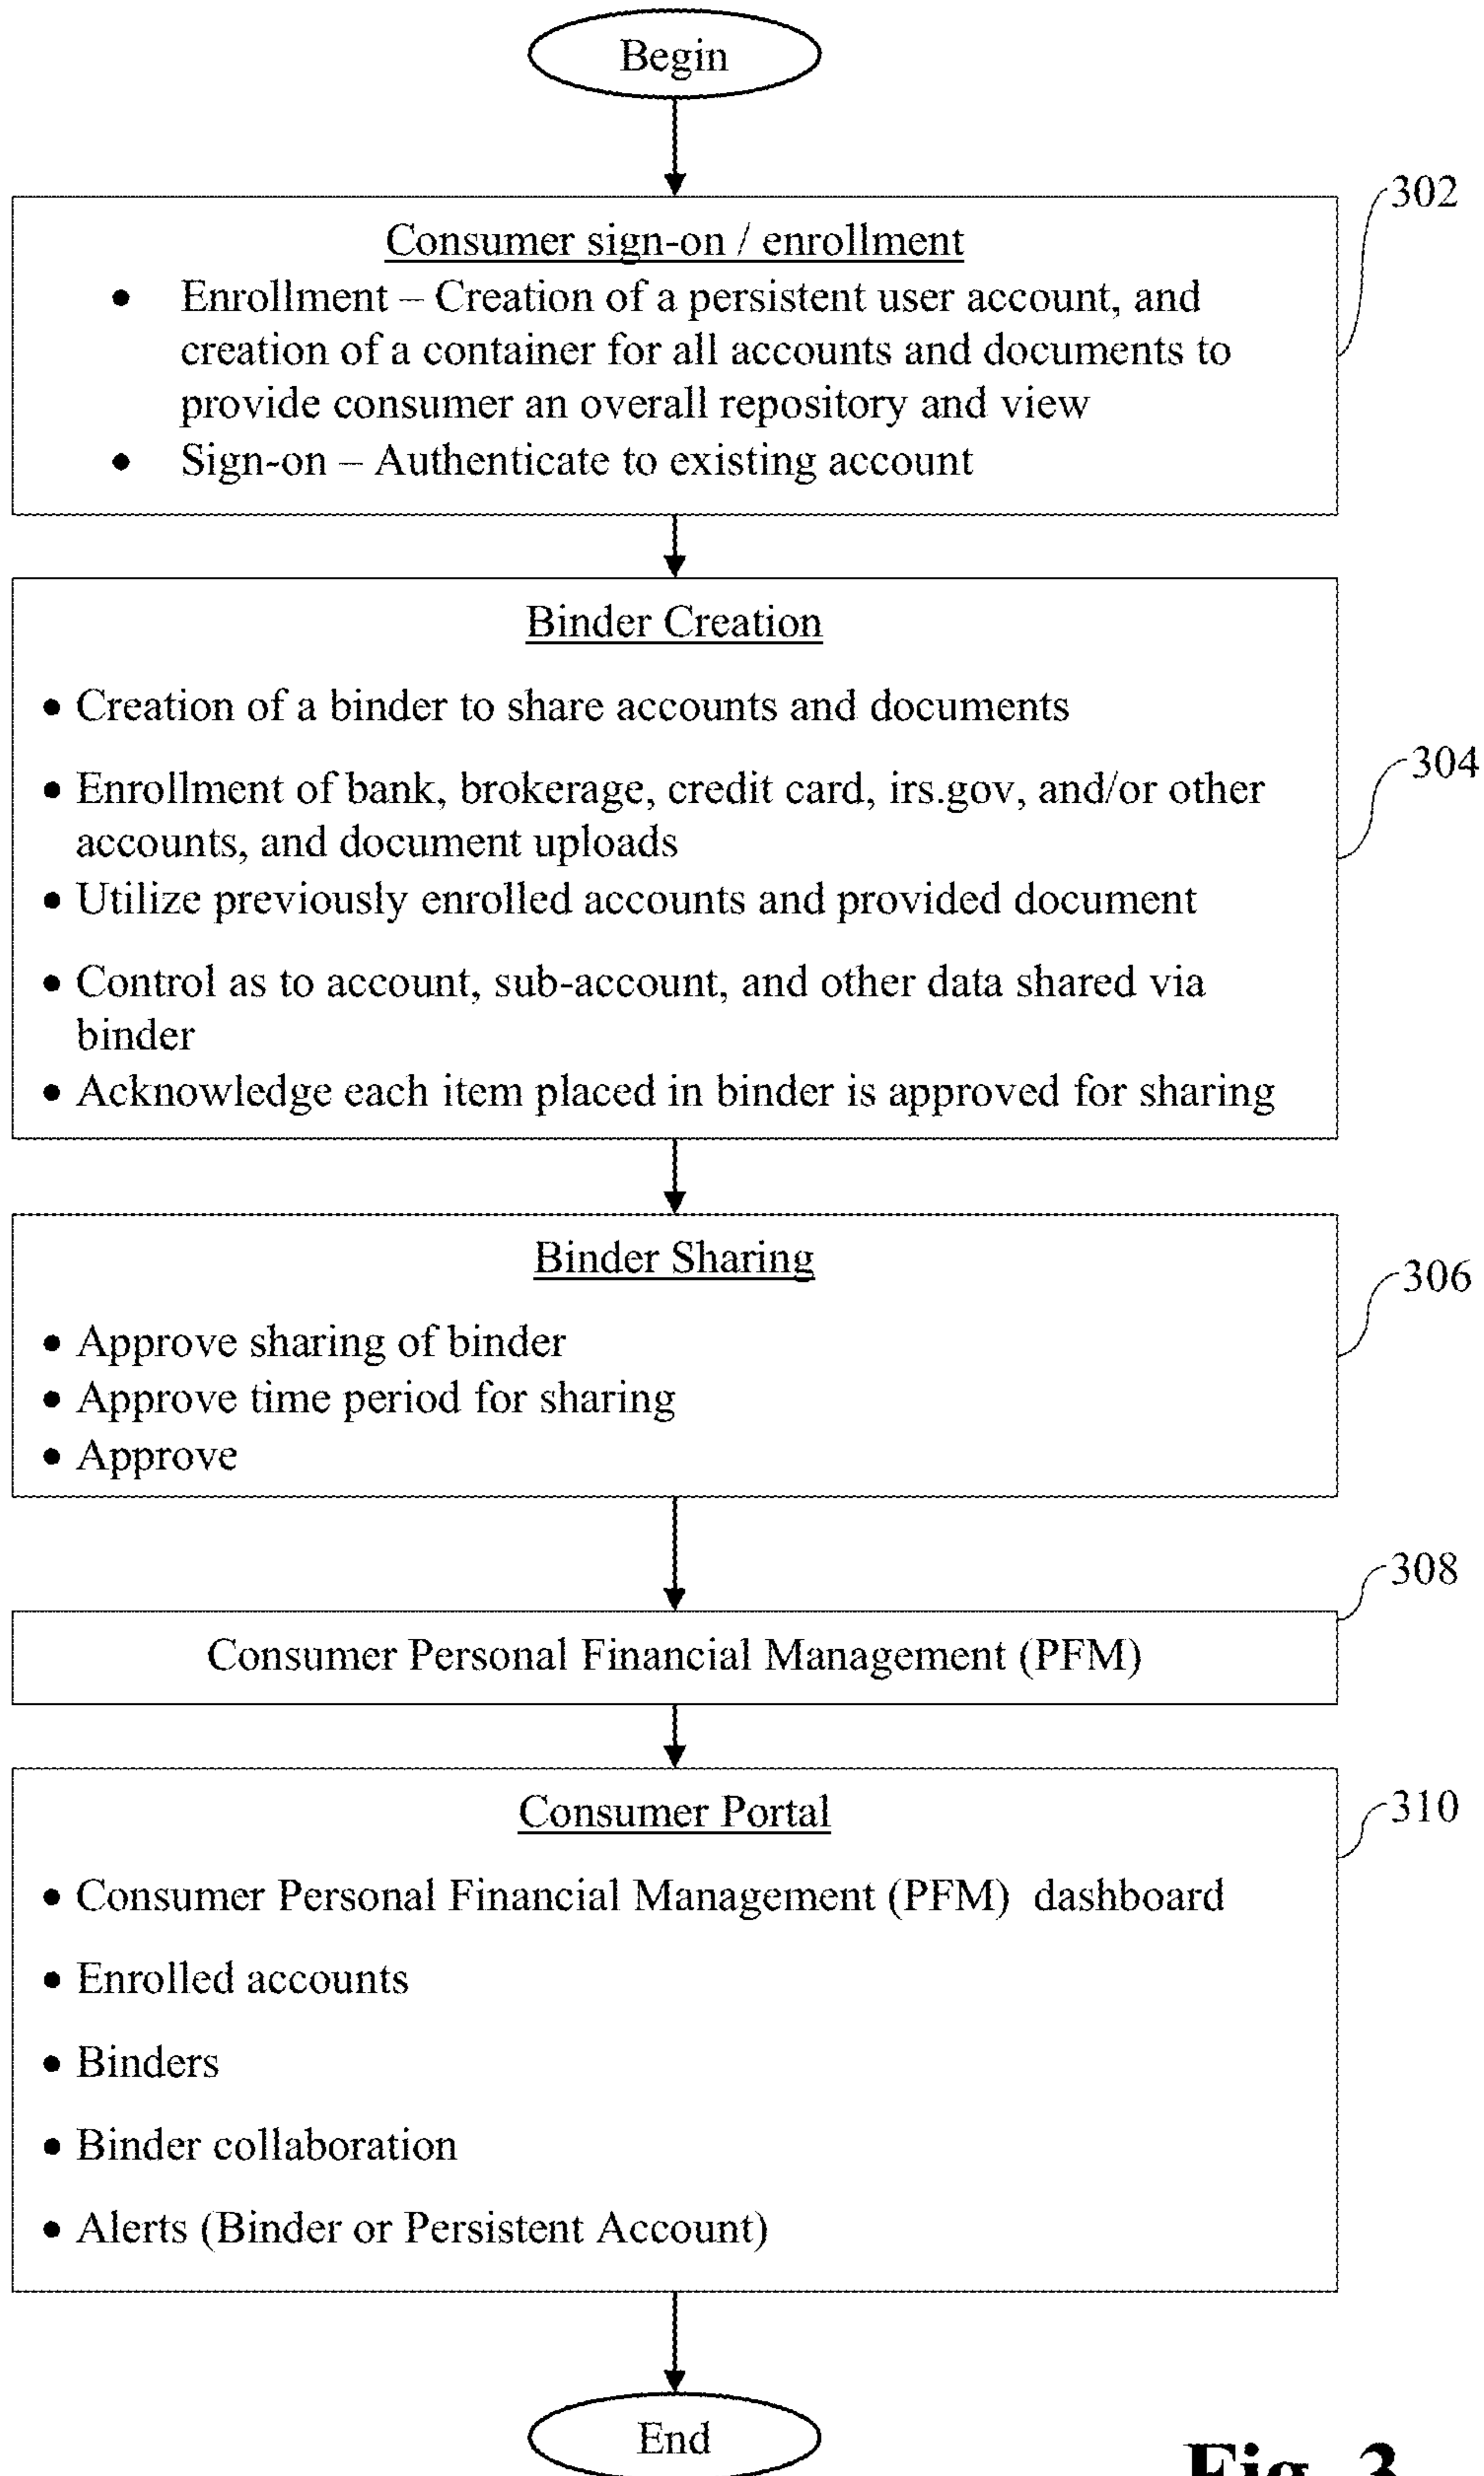 Begin
302
Consumer sign-on / enrollment
• Enrollment – Creation of a persistent user account, and
creation of a container for all accounts and documents to
provide consumer an overall repository and view
• Sign-on – Authenticate to existing account
Binder Creation
• Creation of a binder to share accounts and documents
304
• Enrollment of bank, brokerage, credit card, irs.gov, and/or other
accounts, and document uploads
• Utilize previously enrolled accounts and provided document
• Control as to account, sub-account, and other data shared via
binder
• Acknowledge each item placed in binder is approved for sharing
Binder Sharing
306
• Approve sharing of binder
• Approve time period for sharing
• Approve
308
Consumer Personal Financial Management (PFM)
Consumer Portal
310
• Consumer Personal Financial Management (PFM) dashboard
• Enrolled accounts
• Binders
• Binder collaboration
• Alerts (Binder or Persistent Account)
End
Fig. 3